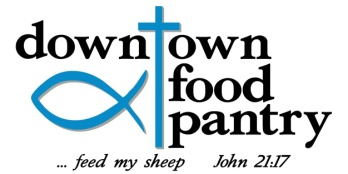 downtown
food
pantry
... feed my sheep John 21:17